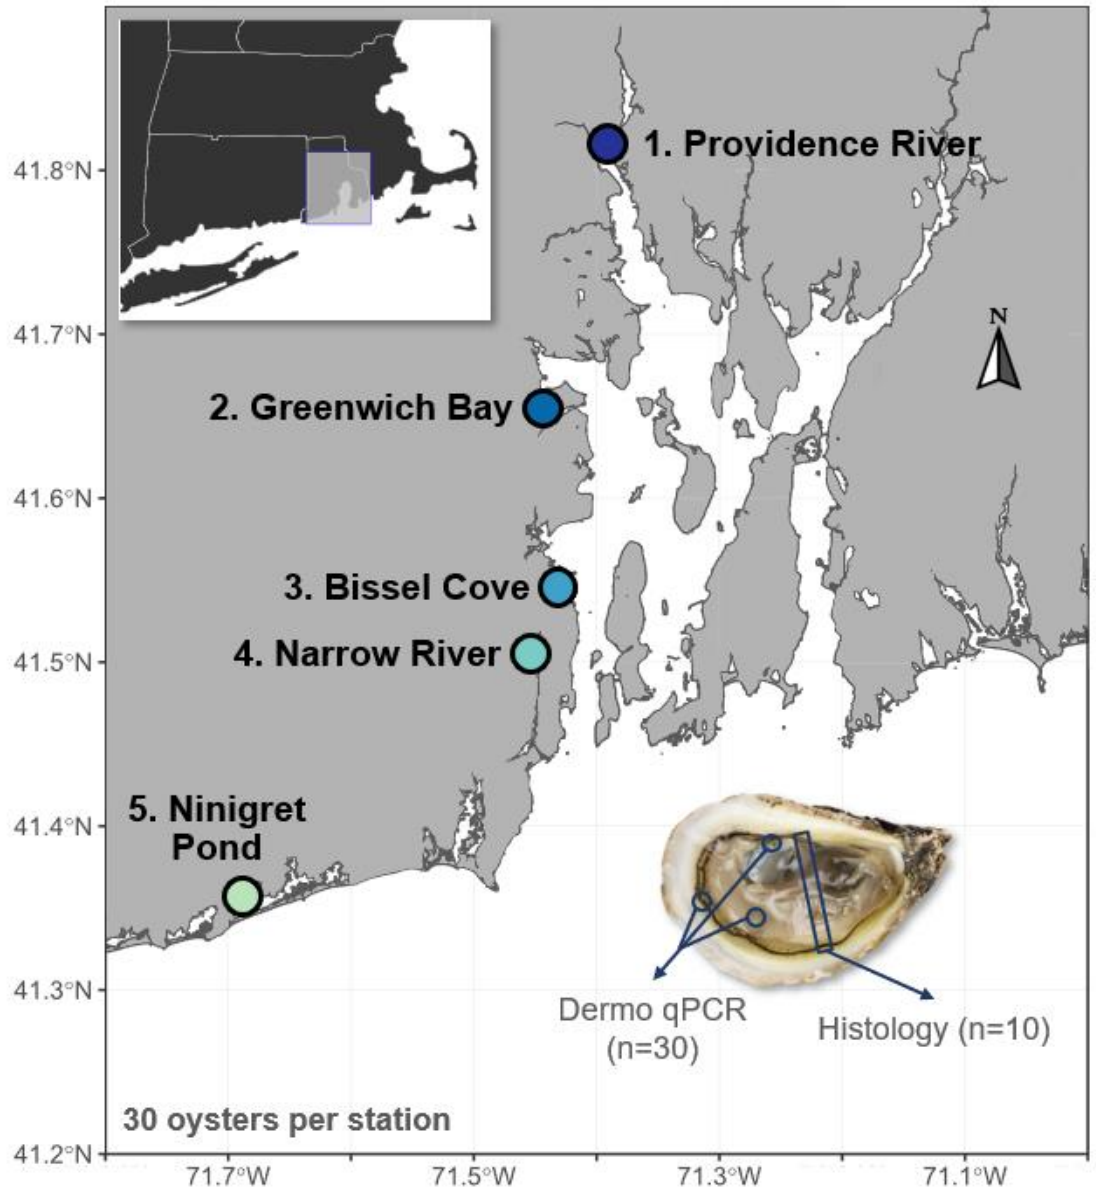 1. Providence River
41.8°N
41.7°N
N
2. Greenwich Bay
41.6°N
3. Bissel Cove
4. Narrow River
41.5°N
5. Ninigret
Pond
41.4°N
41.3°N
Dermo qPCR
(n=30)
Histology (n=10)
30 oysters per station
41.2°N
71.7°W
71.5°W
71.3°W
71.1°W